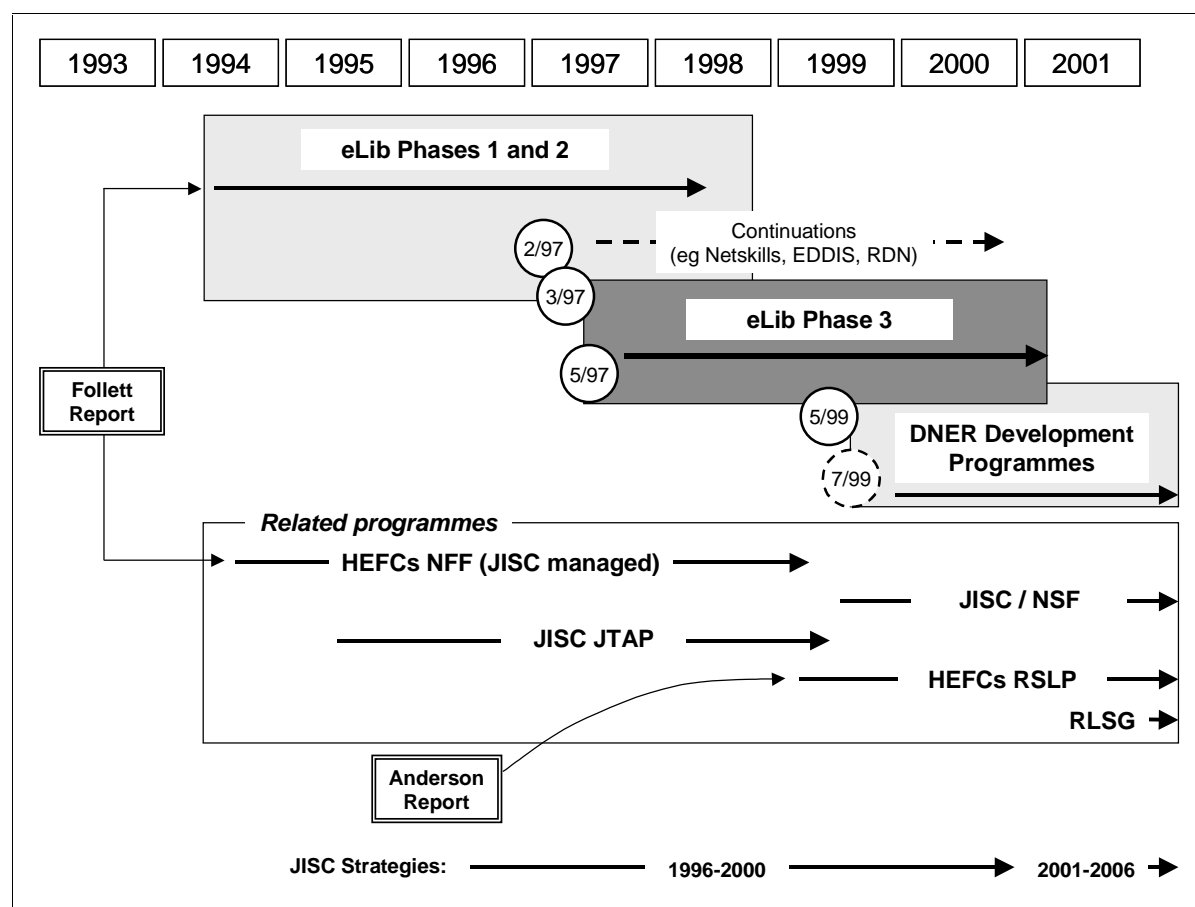 1993 1994 1995 1996 1997 1998 1999 2000 2001
eLib Phases 1 and 2
Continuations
(eg Netskills, EDDIS, RDN)
2/97
3/97
eLib Phase 3
5/97
Follett
Report
5/99
DNER Development
Programmes
7/99
Related programmes
HEFCs NFF (JISC managed)
JISC / NSF
JISC JTAP
HEFCs RSLP
RLSG
Anderson
Report
JISC Strategies: 1996-2000 2001-2006